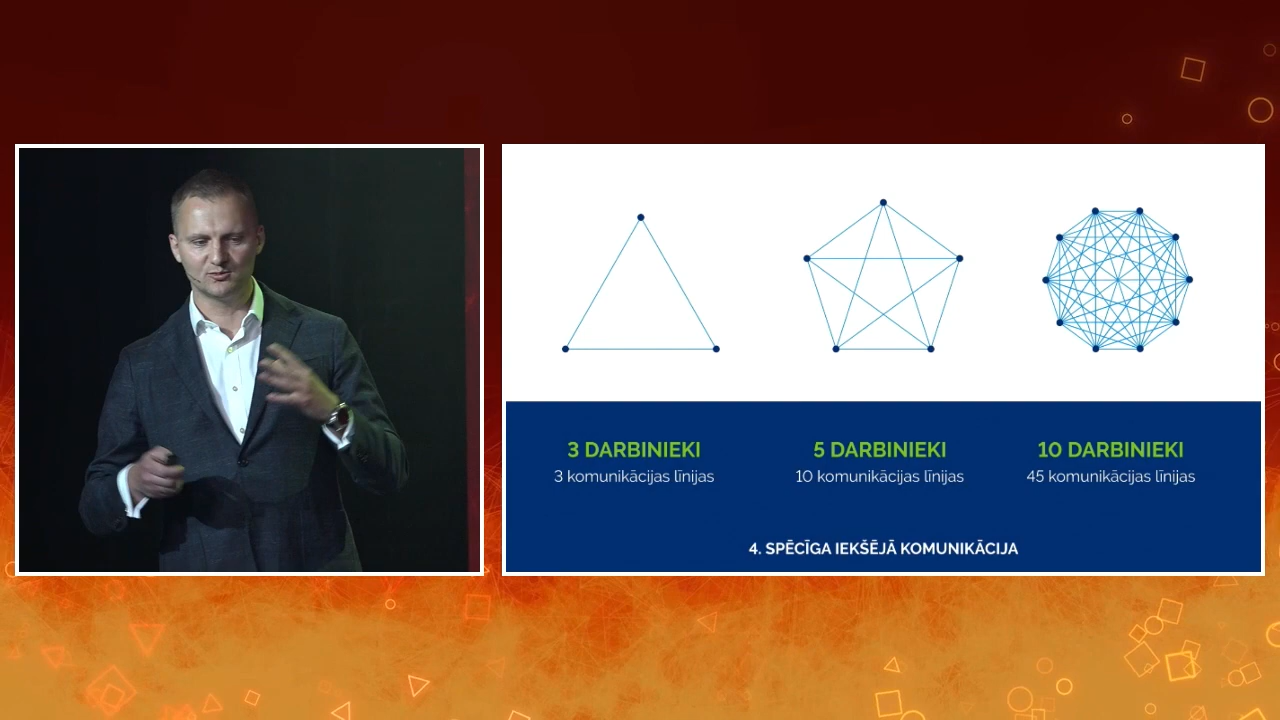 3 DARBINIEKI
3 komunikācijas līnijas
5 DARBINIEKI
10 komunikācijas līnijas
10 DARBINIEKI
45 komunikācijas līnijas
4. SPĒCĪGA IEKŠĒJĀ KOMUNIKĀCIJA